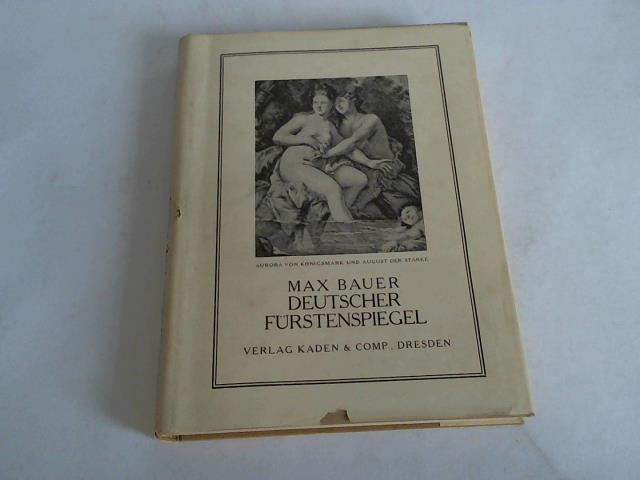 AURORA VON KÖNIGSMARK UND AUGUST DER STARKE
MAX BAUER
DEUTSCHER
FÜRSTENSPIEGEL
VERLAG KADEN & COMP., DRESDEN